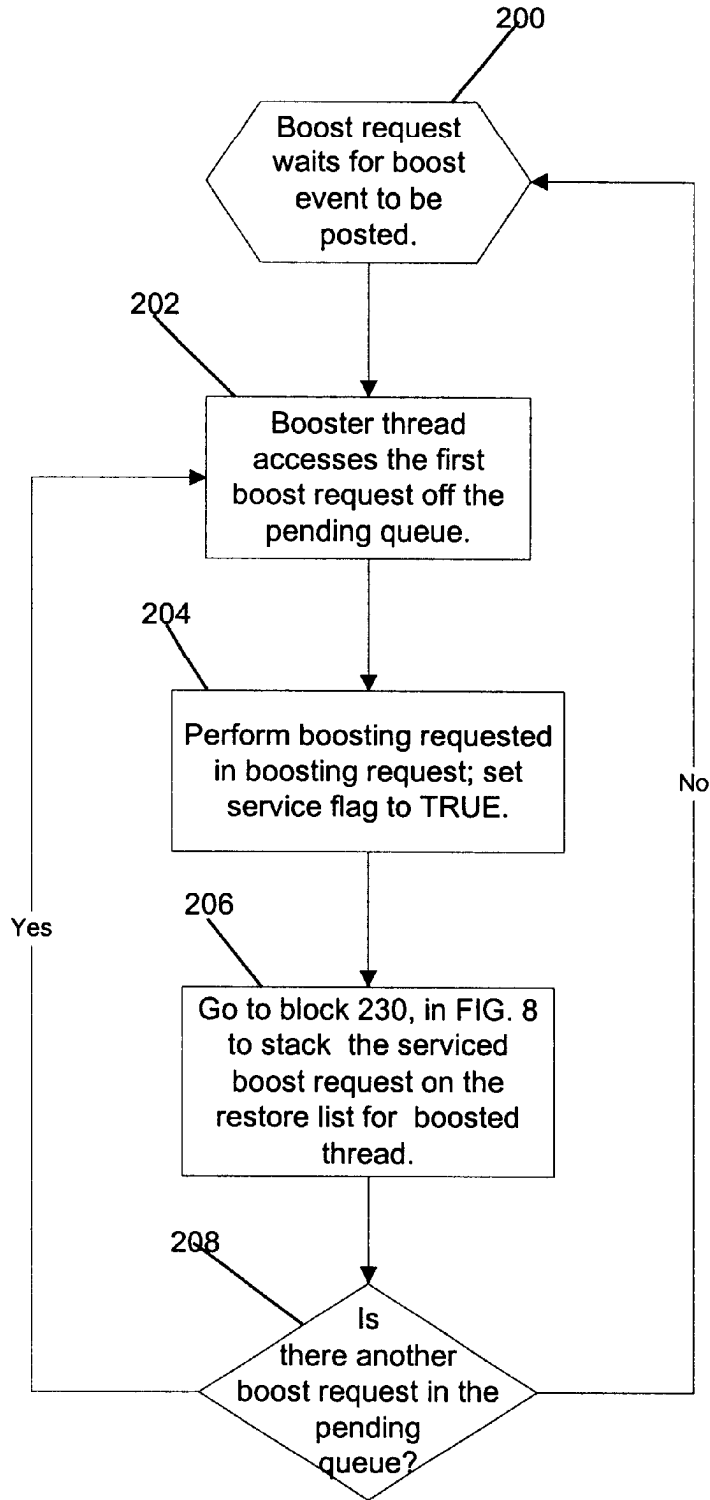 200
Boost request
waits for boost
event to be
posted.
202
Booster thread
accesses the first
boost request off the
pending queue.
204
Perform boosting requested
in boosting request; set
service flag to TRUE.
No
Yes
206
Go to block 230, in FIG. 8
to stack the serviced
boost request on the
restore list for boosted
thread.
208
Is
there another
boost request in the
pending
queue?